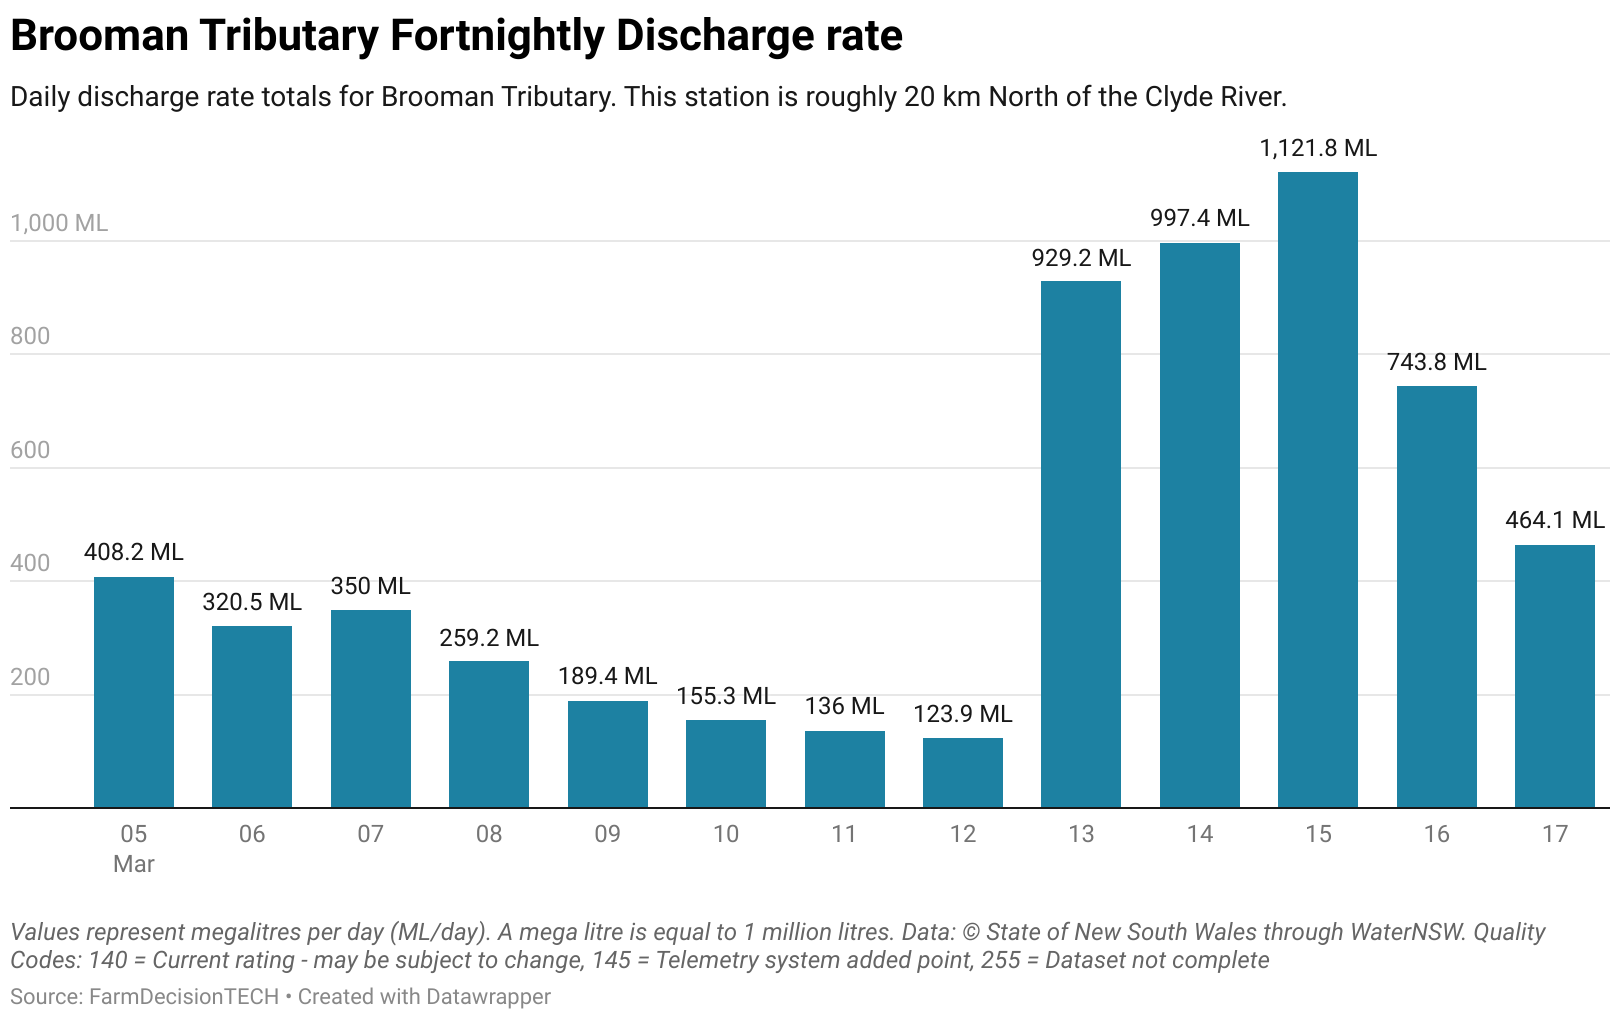 Brooman Tributary Fortnightly Discharge rate
Daily discharge rate totals for Brooman Tributary. This station is roughly 20 km North of the Clyde River.
1,121.8 ML
1,000 ML
997.4 ML
929.2 ML
800
743.8 ML
600
464.1 ML
400
408.2 ML
350 ML
320.5 ML
259.2 ML
200
189.4 ML
155.3 ML
136 ML
123.9 ML
05 06 07 08 09 10 11 12 13 14 15 16 17
Mar
Values represent megalitres per day (ML/day). A mega litre is equal to 1 million litres. Data: © State of New South Wales through WaterNSW. Quality
Codes: 140 = Current rating - may be subject to change, 145 = Telemetry system added point, 255 = Dataset not complete
Source: FarmDecisionTECH • Created with Datawrapper